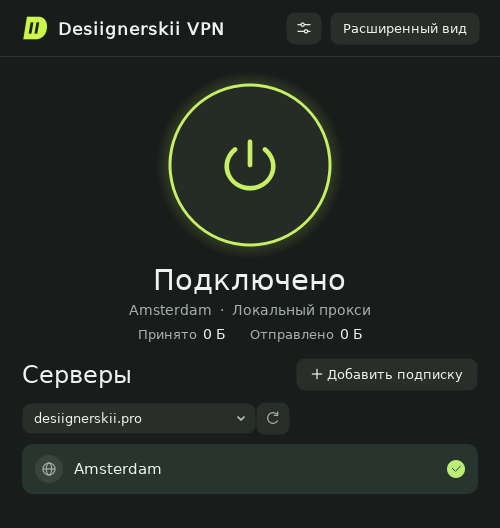 Desiignerskii VPN
Расширенный вид
Подключено
Amsterdam · Локальный прокси
Принято 0 Б Отправлено 0 Б
Серверы
+ Добавить подписку
desiignerskii.pro
Amsterdam